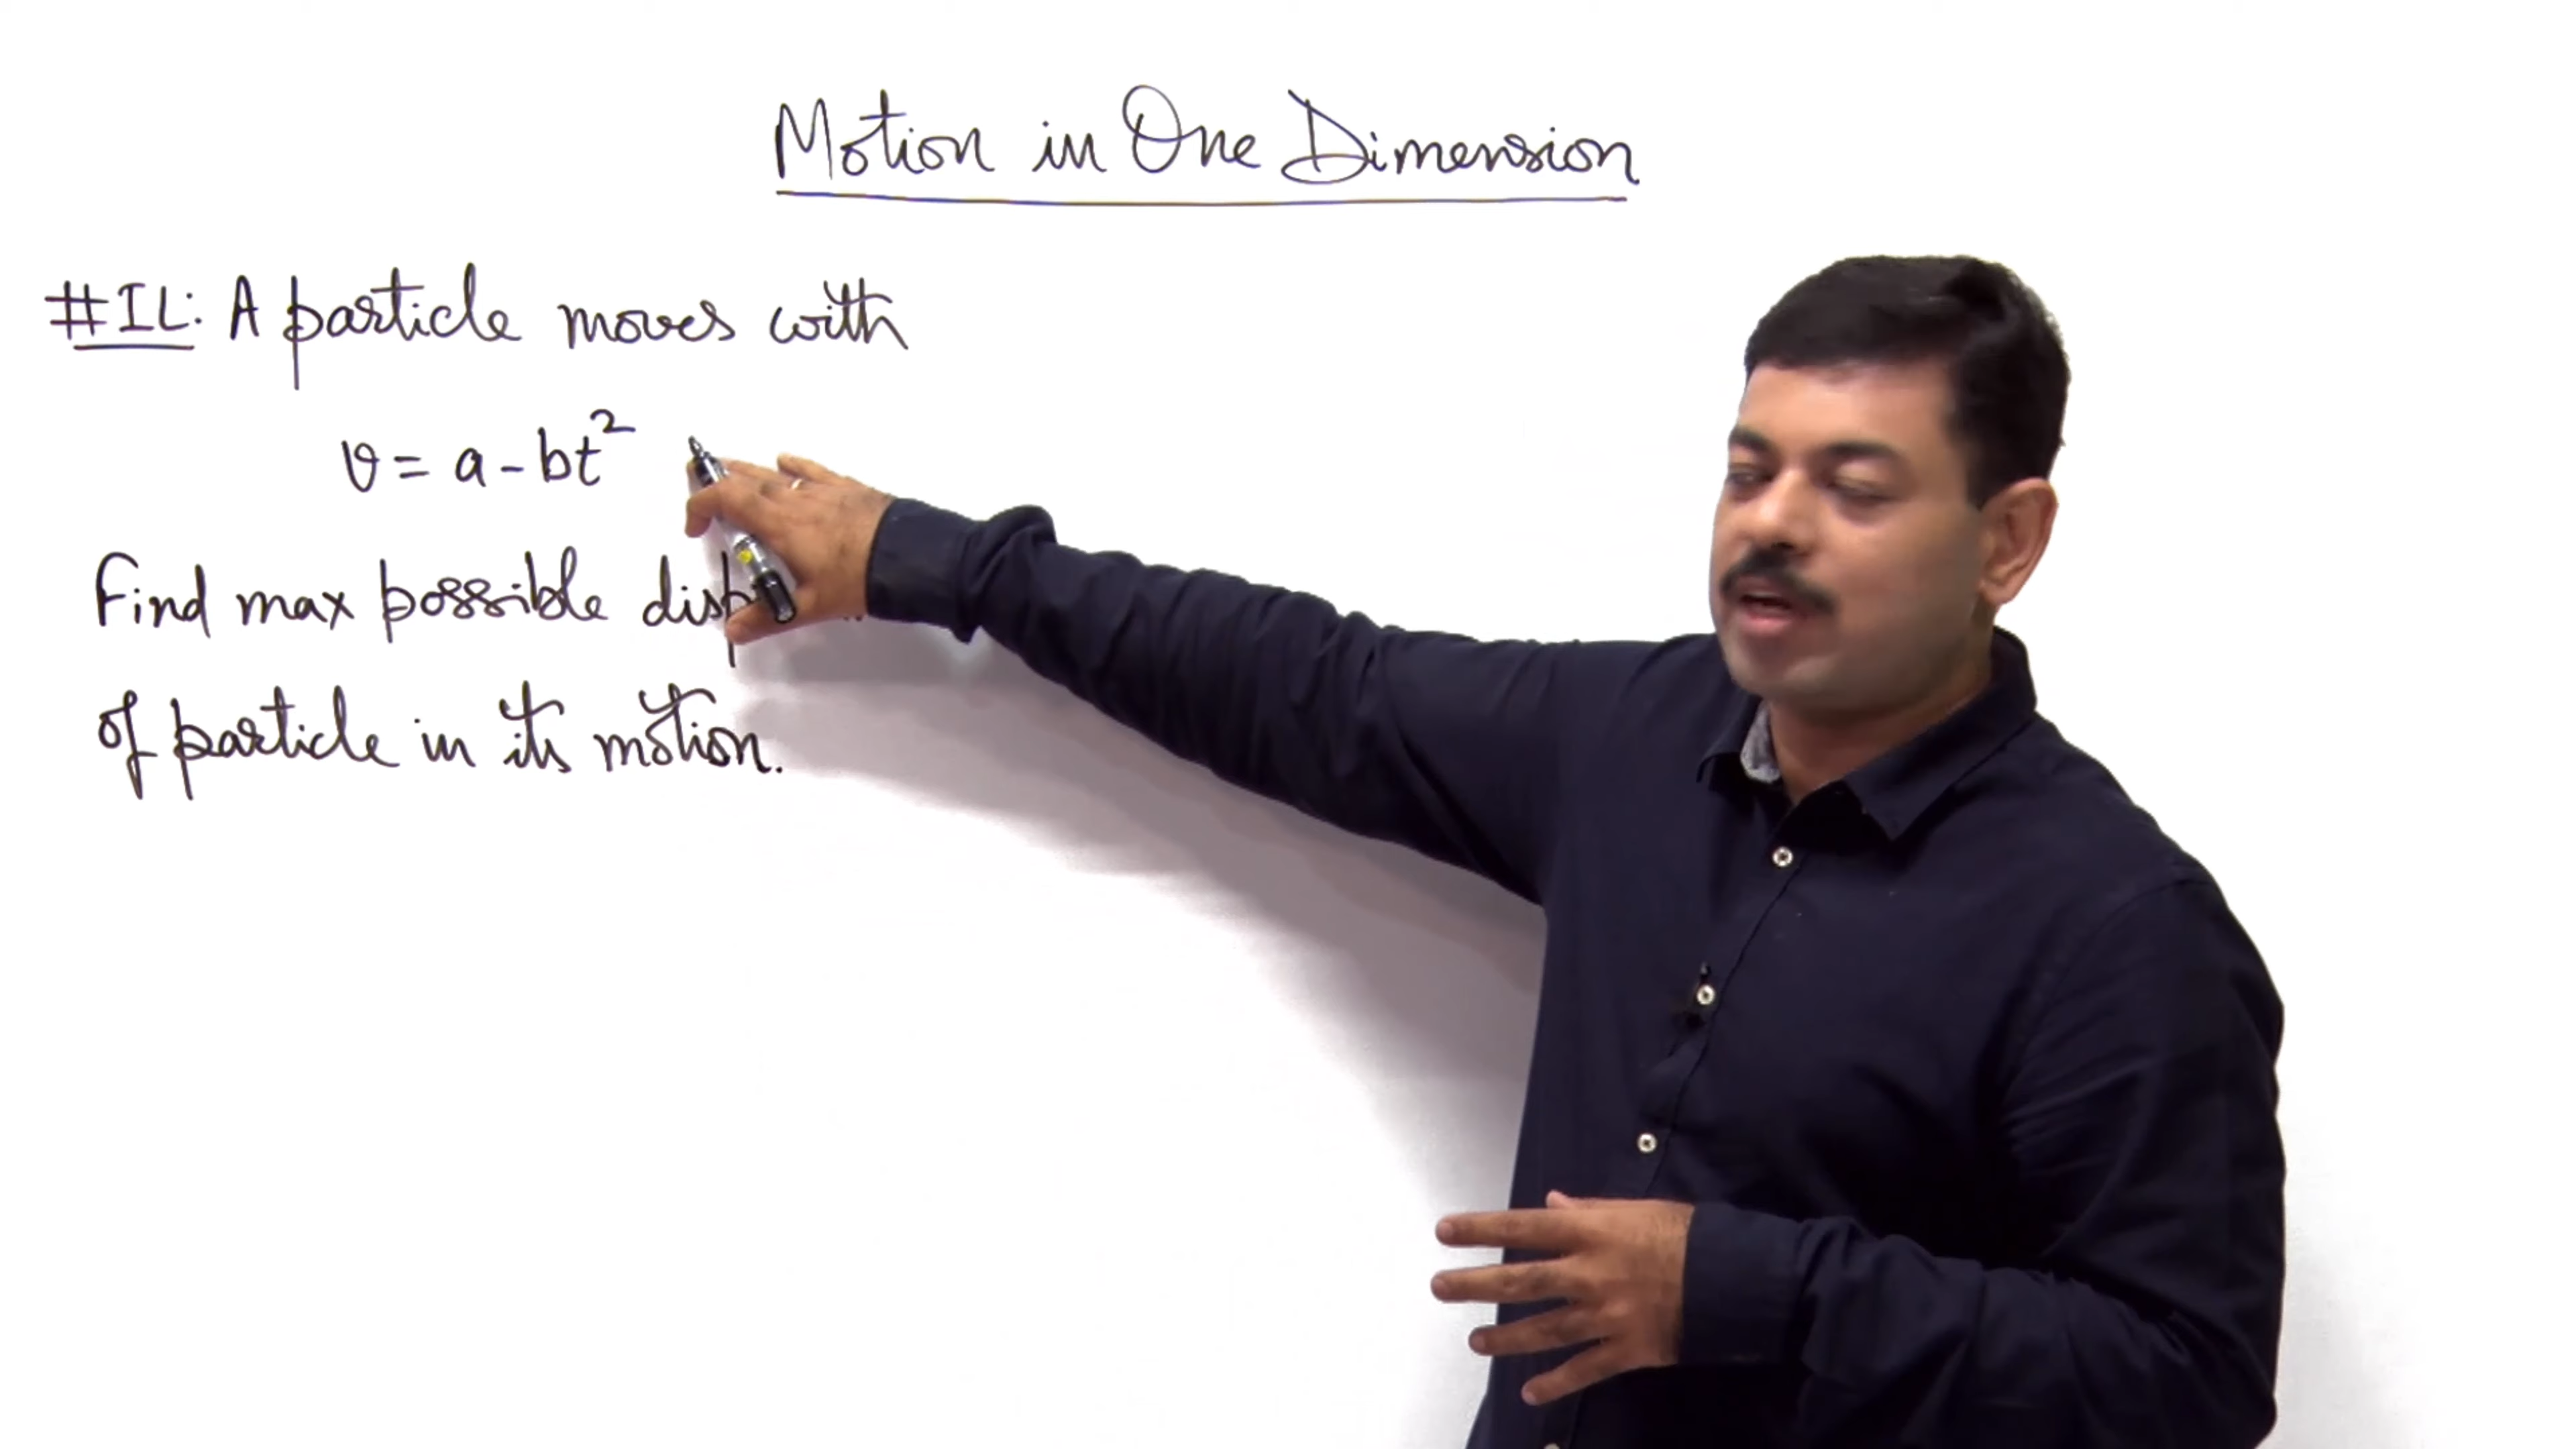 Motion in One Dimension
#IL: A particle moves with
v = a - bt²
Find max possible
of particle in its motion.